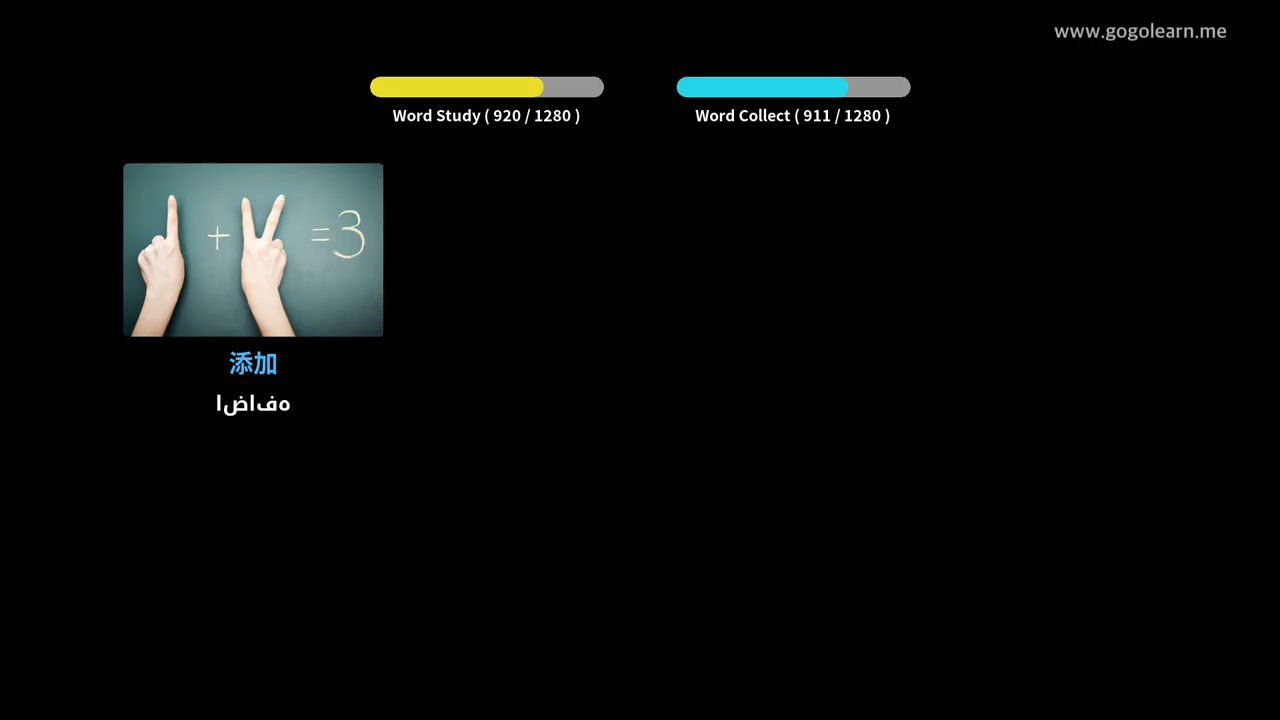 www.gogolearn.me
Word Study ( 920 / 1280 )
Word Collect ( 911 / 1280 )
+ =3
添加
اضافه